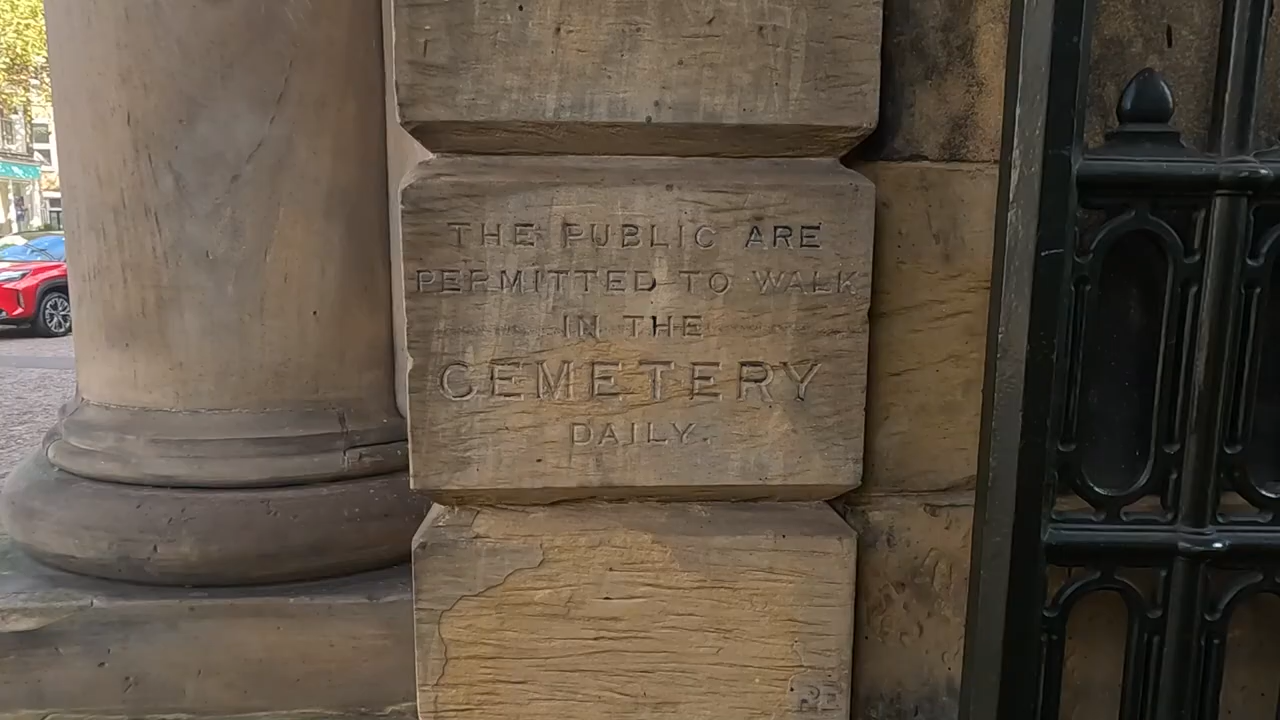 THE PUBLIC ARE
PERMITTED TO WALK
IN THE
CEMETERY
DAILY.